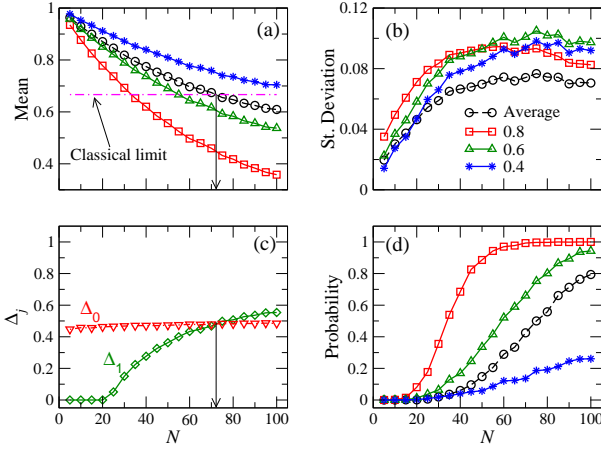 (a)
Mean
1
0.8
0.6
0.4
Classical limit
(b)
St. Deviation
0.12
0.08
0.04
0
Average
0.8
0.6
0.4
(c)
Δj
1
0.8
0.6
0.4
0.2
0
Δ0
Δ1
0 20 40 60 80 100
N
(d)
Probability
1
0.8
0.6
0.4
0.2
0
0 20 40 60 80 100
N